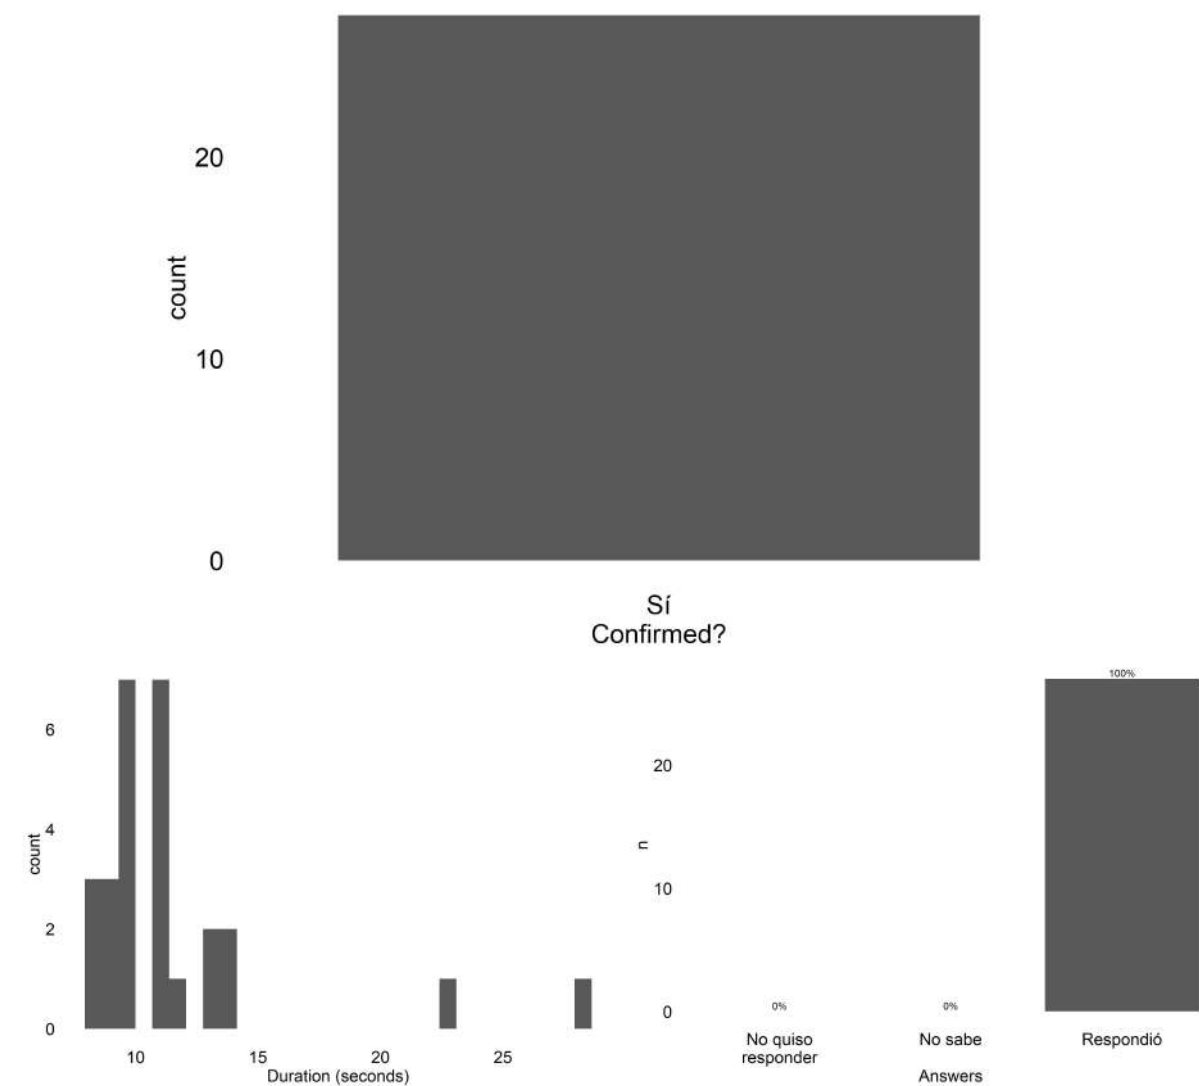 20
count
10
0
Sí
Confirmed?
6
count
4
2
0
10 15 20 25
Duration (seconds)
100%
20
n
10
0
0% 0%
No quiso
responder
No sabe
Respondió
Answers